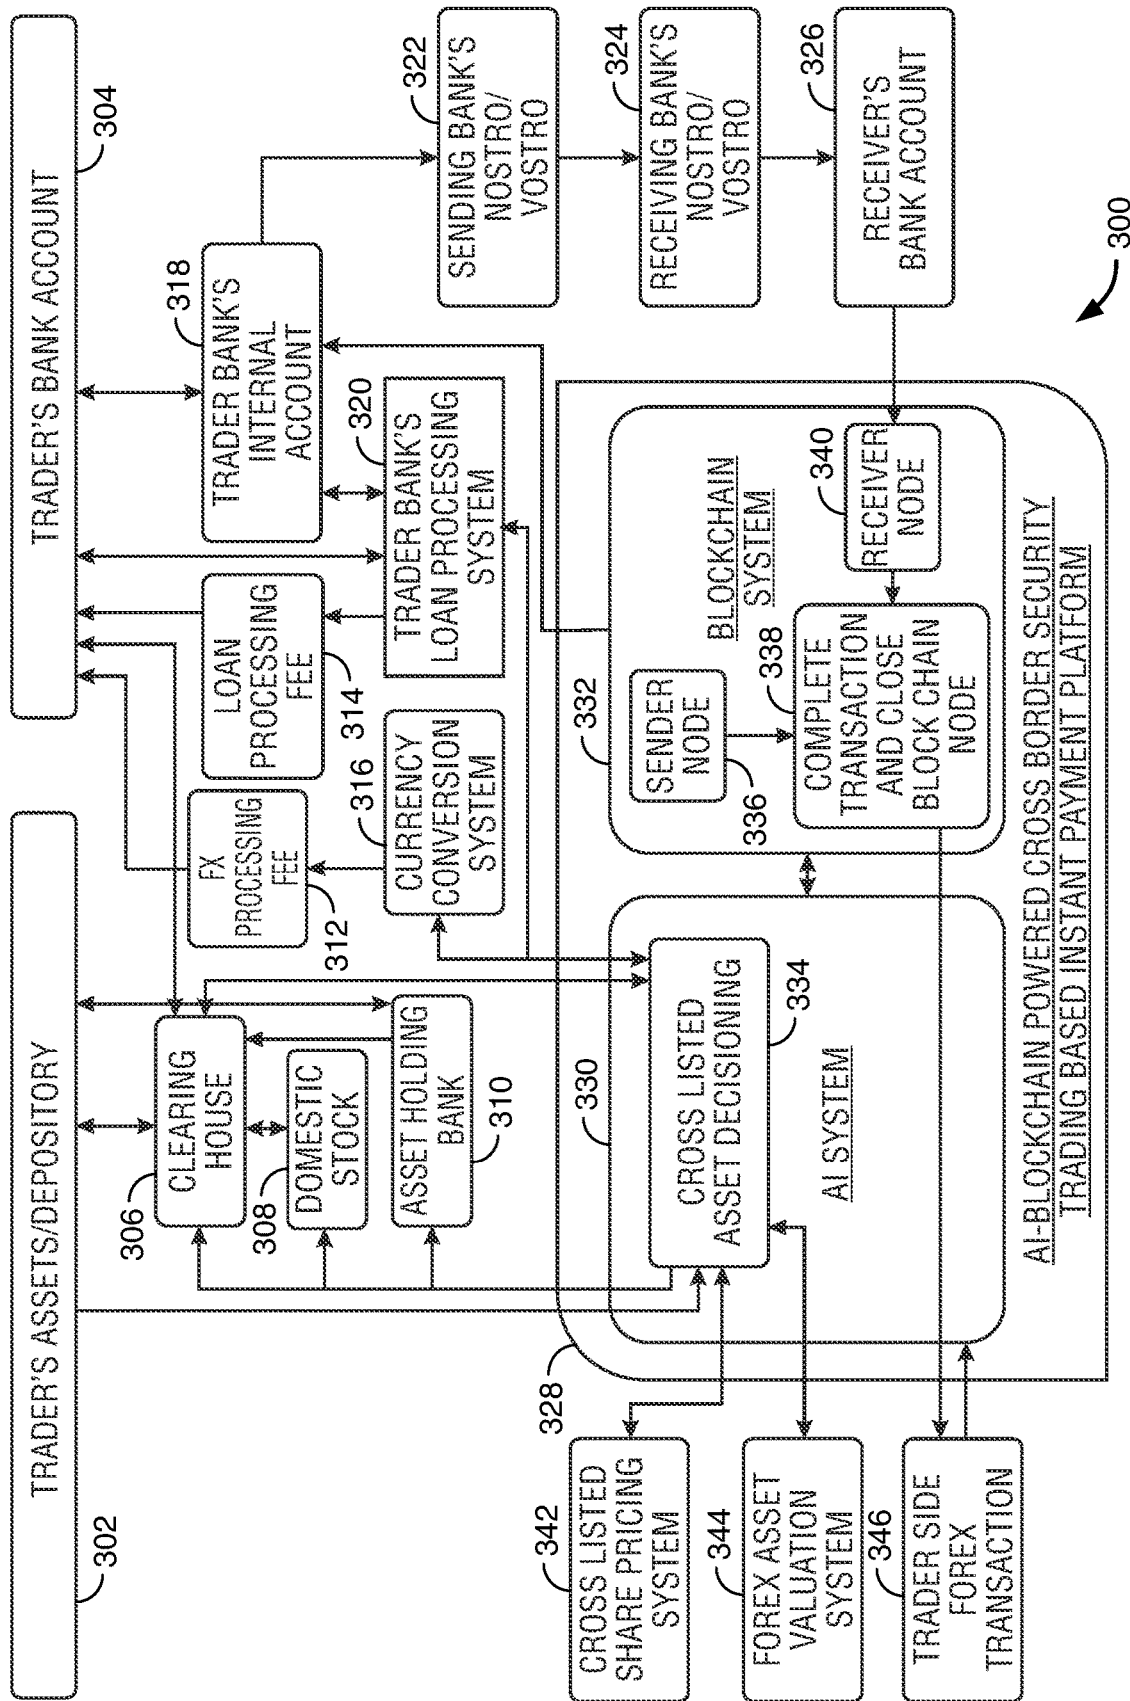 TRADER'S ASSETS/DEPOSITORY
302
TRADER'S BANK ACCOUNT
304
306
CLEARING
HOUSE
308
DOMESTIC
STOCK
ASSET HOLDING
BANK
310
FX
PROCESSING
FEE
312
LOAN
PROCESSING
FEE
314
316
CURRENCY
CONVERSION
SYSTEM
318
TRADER BANK'S
INTERNAL
ACCOUNT
320
TRADER BANK'S
LOAN PROCESSING
SYSTEM
322
SENDING BANK'S
NOSTRO/
VOSTRO
324
RECEIVING BANK'S
NOSTRO/
VOSTRO
326
RECEIVER'S
BANK ACCOUNT
328
330
CROSS LISTED
ASSET DECISIONING
334
AI SYSTEM
332
BLOCKCHAIN
SYSTEM
SENDER
NODE
336
COMPLETE
TRANSACTION
AND CLOSE
BLOCK CHAIN
NODE
338
340
RECEIVER
NODE
AI-BLOCKCHAIN POWERED CROSS BORDER SECURITY
TRADING BASED INSTANT PAYMENT PLATFORM
342
CROSS LISTED
SHARE PRICING
SYSTEM
344
FOREX ASSET
VALUATION
SYSTEM
346
TRADER SIDE
FOREX
TRANSACTION
300